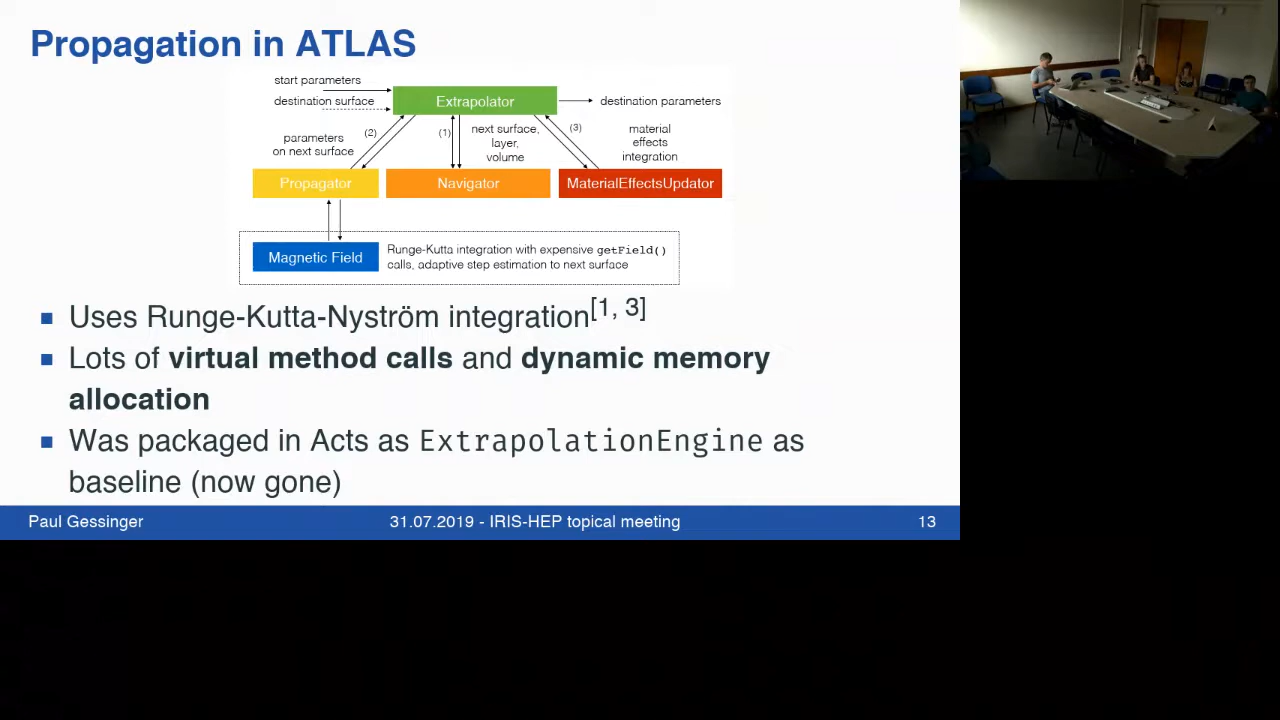 Propagation in ATLAS
start parameters
destination surface
Extrapolator
destination parameters
parameters
on next surface
(2)
(1)
next surface,
layer,
volume
(3)
material
effects
integration
Propagator
Navigator
MaterialEffectsUpdator
Magnetic Field
Runge-Kutta integration with expensive getField()
calls, adaptive step estimation to next surface
Uses Runge-Kutta-Nyström integration[1, 3]
Lots of virtual method calls and dynamic memory
allocation
Was packaged in Acts as ExtrapolationEngine as
baseline (now gone)
Paul Gessinger
31.07.2019 - IRIS-HEP topical meeting
13